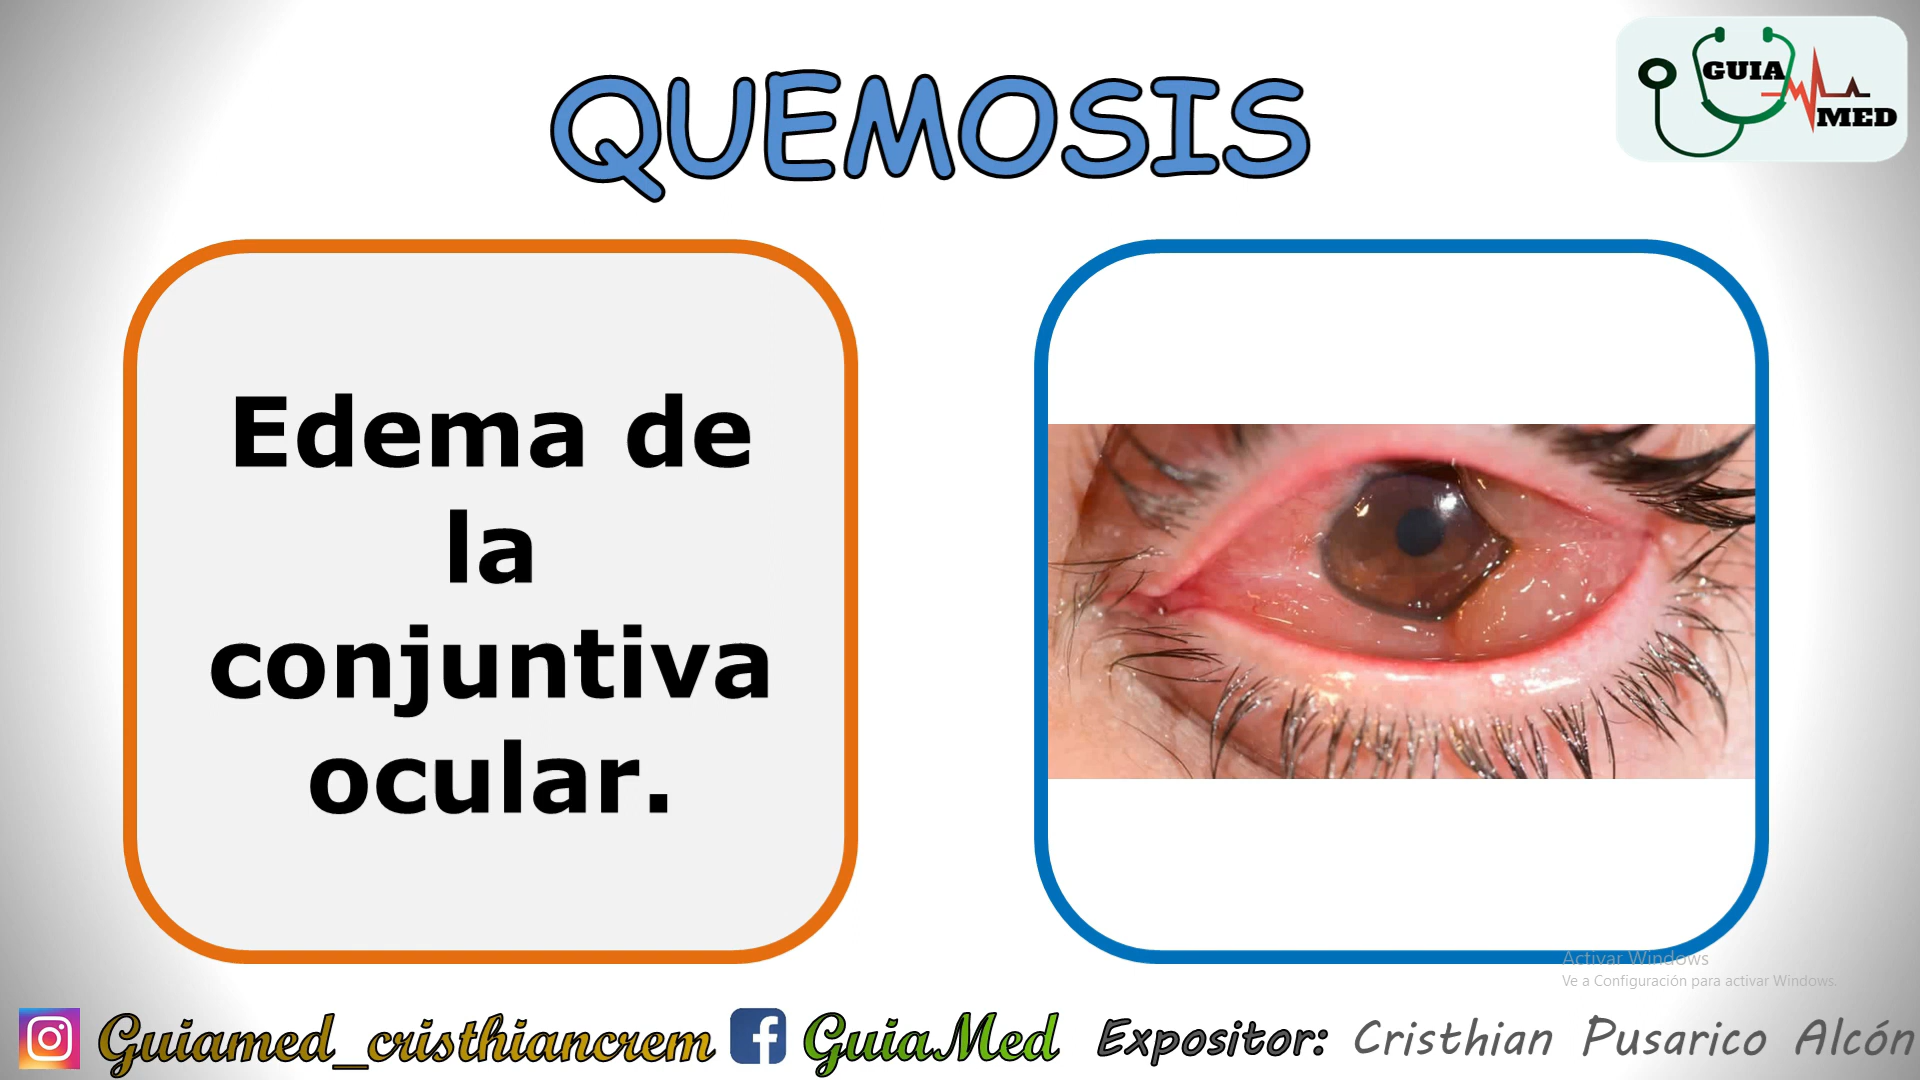 QUEMOSIS
GUIA
MED
Edema de
la
conjuntiva
ocular.
Activar Windows
Ve a Configuración para activar Windows.
Guiamed_cristhiancrem
GuiaMed
Expositor: Cristhian Pusarico Alcón